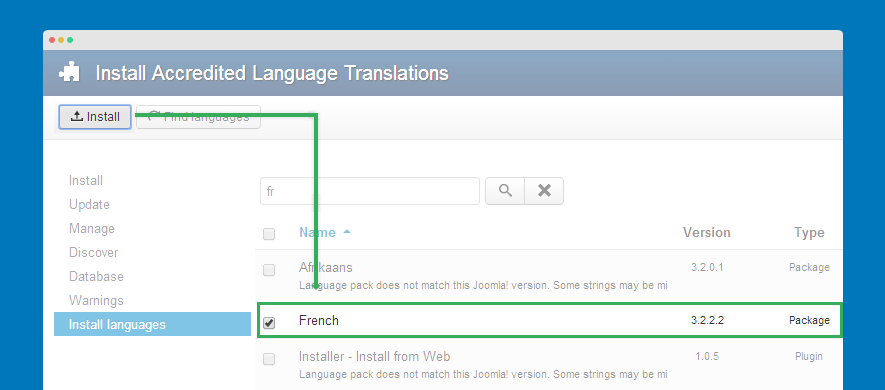 Install Accredited Language Translations
Install
Find languages
Install
Update
Manage
Discover
Database
Warnings
Install languages
fr
Name Version Type
Afrikaans 3.2.0.1 Package
Language pack does not match this Joomla! version. Some strings may be mi
French 3.2.2.2 Package
Installer - Install from Web 1.0.5 Plugin
Language pack does not match this Joomla! version. Some strings may be mi